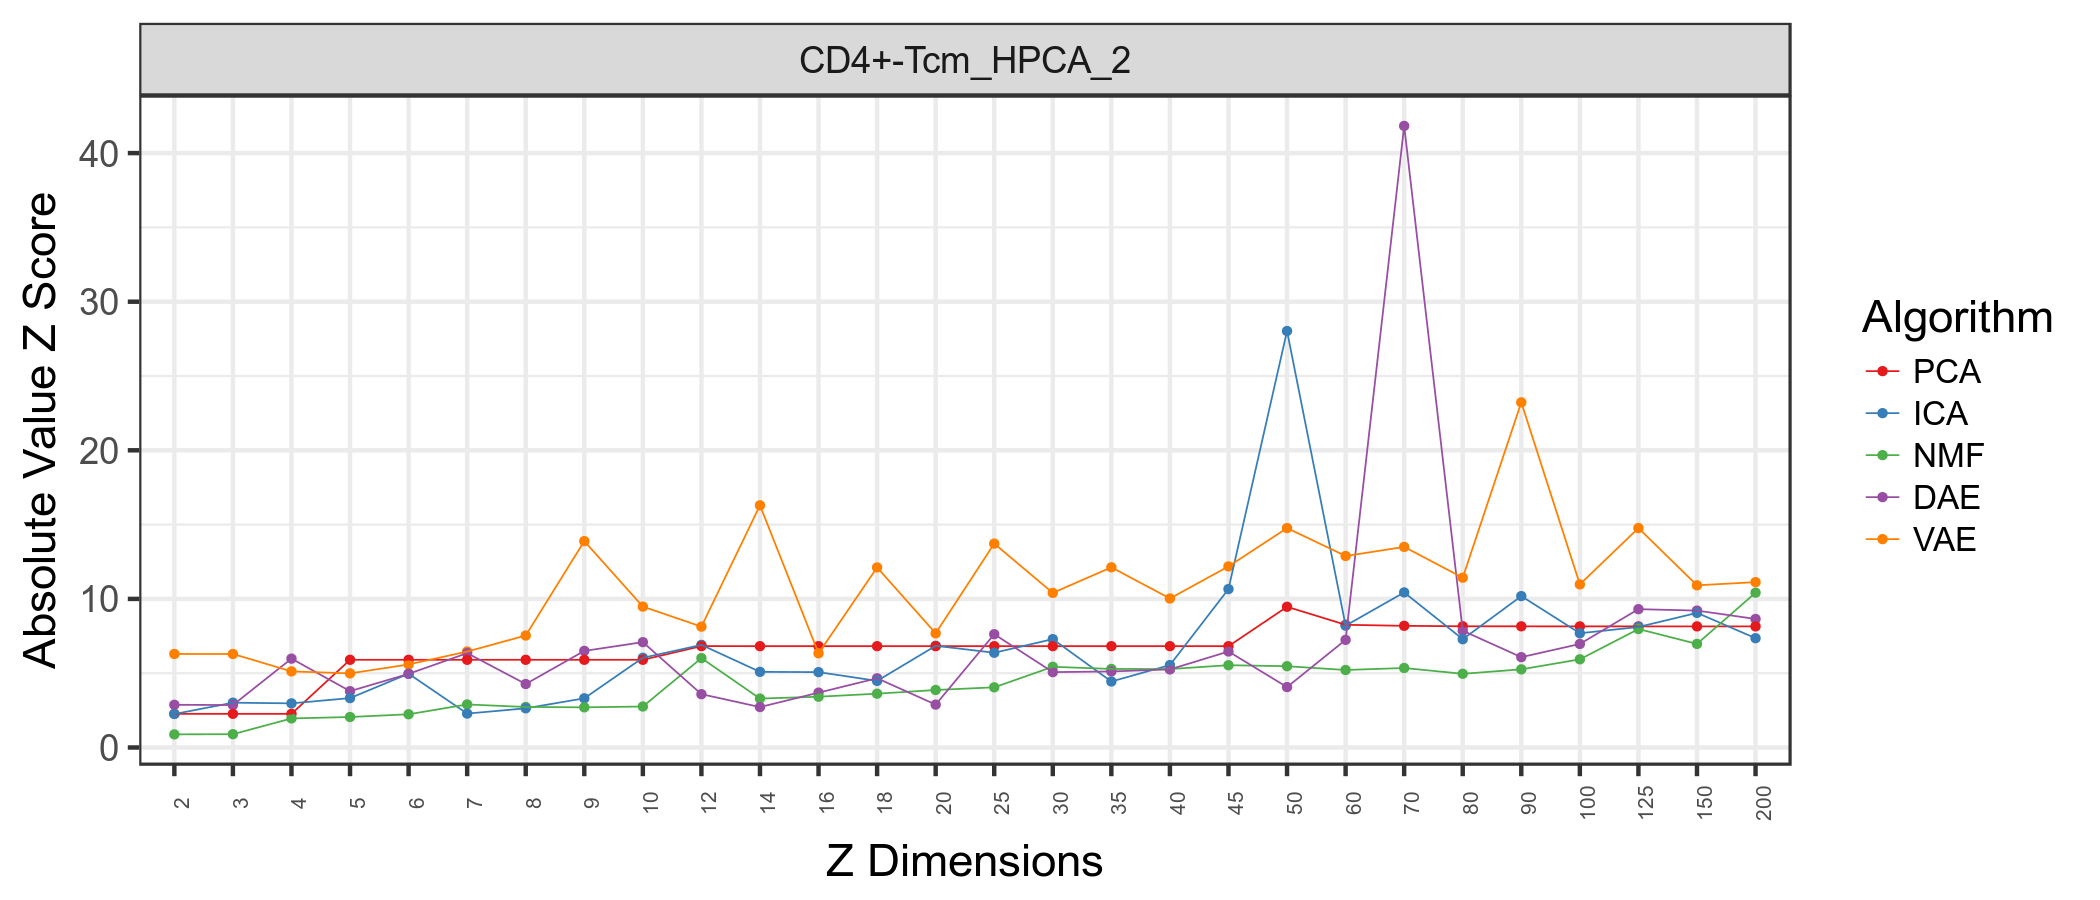 CD4+-Tcm_HPCA_2
Absolute Value Z Score
40
30
20
10
0
2 3 4 5 6 7 8 9 10 12 14 16 18 20 25 30 35 40 45 50 60 70 80 90 100 125 150 200
Z Dimensions
Algorithm
PCA
ICA
NMF
DAE
VAE